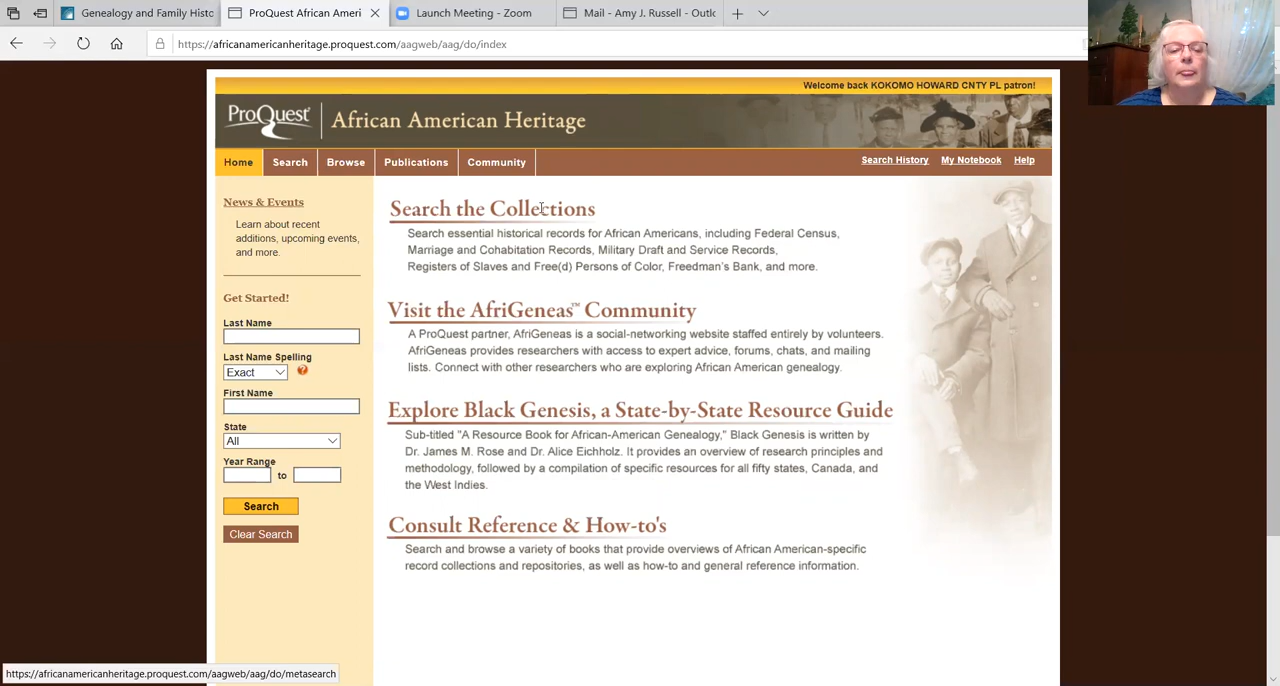 Genealogy and Family Histo
ProQuest African Ameri
Launch Meeting - Zoom
Mail - Amy J. Russell - Outlo
https://africanamericanheritage.proquest.com/aagweb/aag/do/index
Welcome back KOKOMO HOWARD CNTY PL patron!
ProQuest
African American Heritage
Home
Search
Browse
Publications
Community
Search History
My Notebook
Help
News & Events
Learn about recent
additions, upcoming events,
and more.
Get Started!
Last Name
Last Name Spelling
Exact
?
First Name
State
All
Year Range
to
Search
Clear Search
Search the Collections
Search essential historical records for African Americans, including Federal Census,
Marriage and Cohabitation Records, Military Draft and Service Records,
Registers of Slaves and Free(d) Persons of Color, Freedman's Bank, and more.
Visit the AfriGeneas™ Community
A ProQuest partner, AfriGeneas is a social-networking website staffed entirely by volunteers.
AfriGeneas provides researchers with access to expert advice, forums, chats, and mailing
lists. Connect with other researchers who are exploring African American genealogy.
Explore Black Genesis, a State-by-State Resource Guide
Sub-titled "A Resource Book for African-American Genealogy," Black Genesis is written by
Dr. James M. Rose and Dr. Alice Eichholz. It provides an overview of research principles and
methodology, followed by a compilation of specific resources for all fifty states, Canada, and
the West Indies.
Consult Reference & How-to's
Search and browse a variety of books that provide overviews of African American-specific
record collections and repositories, as well as how-to and general reference information.
https://africanamericanheritage.proquest.com/aagweb/aag/do/metasearch